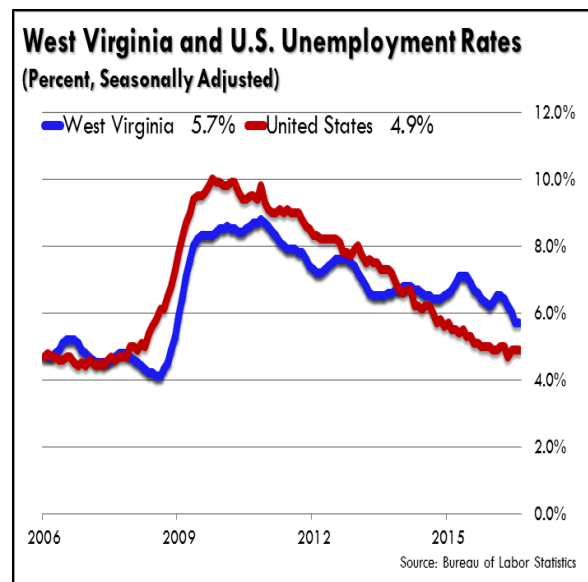 West Virginia and U.S. Unemployment Rates
(Percent, Seasonally Adjusted)
12.0%
West Virginia 5.7% United States 4.9%
10.0%
8.0%
6.0%
4.0%
2.0%
0.0%
2006 2009 2012 2015
Source: Bureau of Labor Statistics